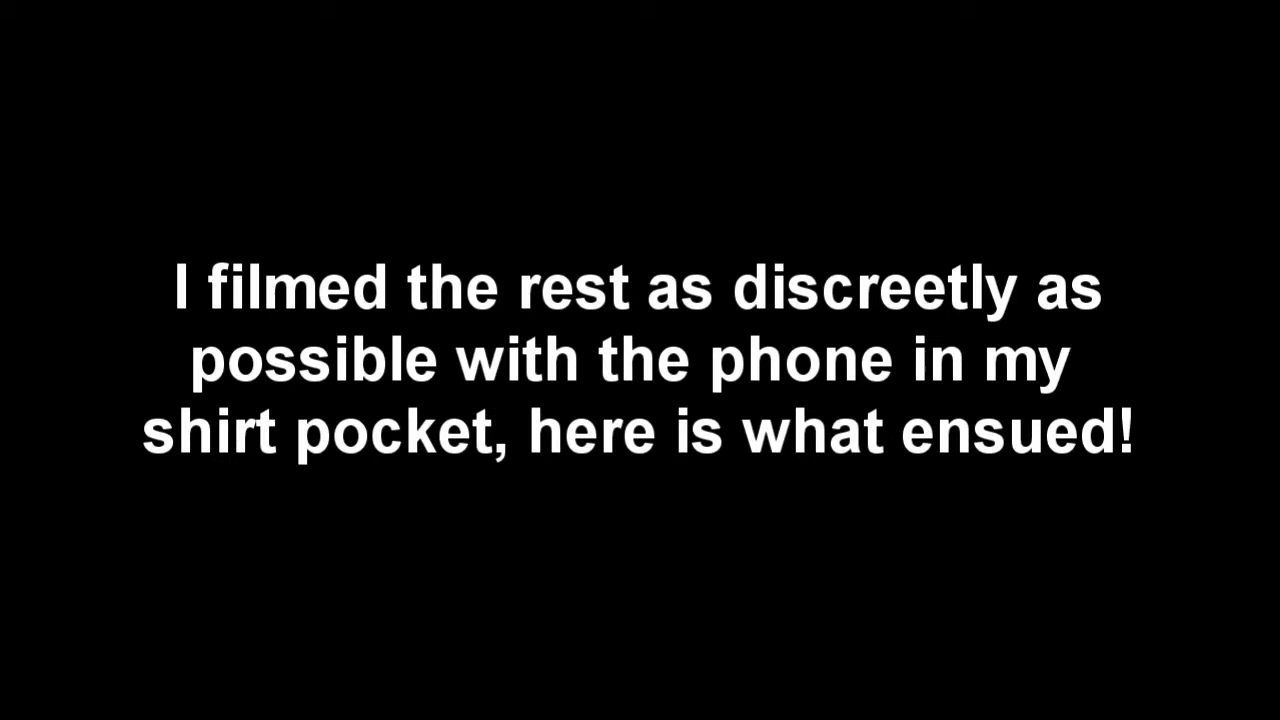 I filmed the rest as discreetly as
possible with the phone in my
shirt pocket, here is what ensued!